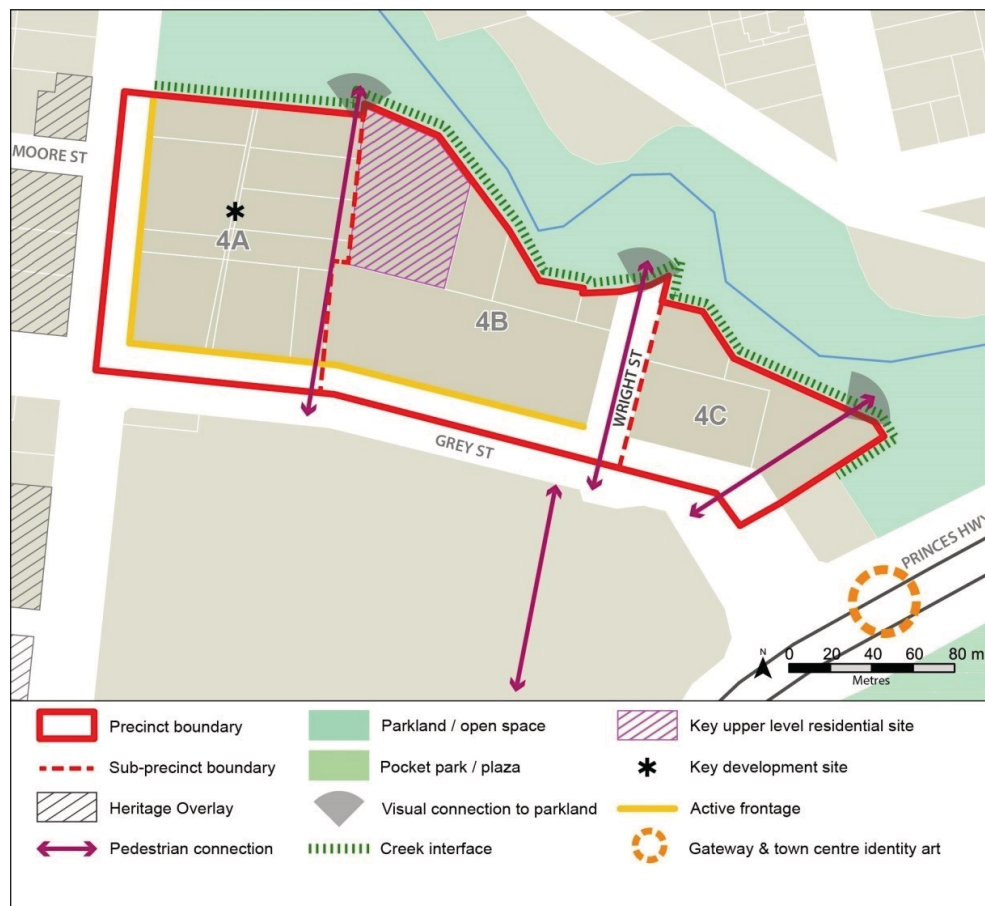 MOORE ST
4A
4B
WRIGHT ST
4C
GREY ST
PRINCES HWY
N
0 20 40 60 80 m
Metres
Precinct boundary
Parkland / open space
Key upper level residential site
Sub-precinct boundary
Pocket park / plaza
Key development site
Heritage Overlay
Visual connection to parkland
Active frontage
Pedestrian connection
Creek interface
Gateway & town centre identity art